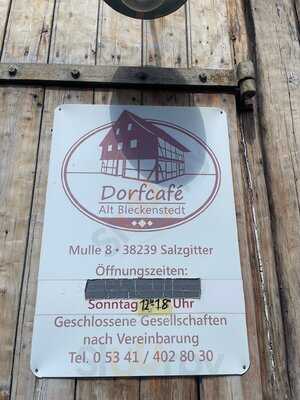 Dorfcafé
Alt Bleckenstedt
Mulle 8 • 38239 Salzgitter
Öffnungszeiten:
Sonntag 12-18 Uhr
Geschlossene Gesellschaften
nach Vereinbarung
Tel. 0 53 41 / 402 80 30